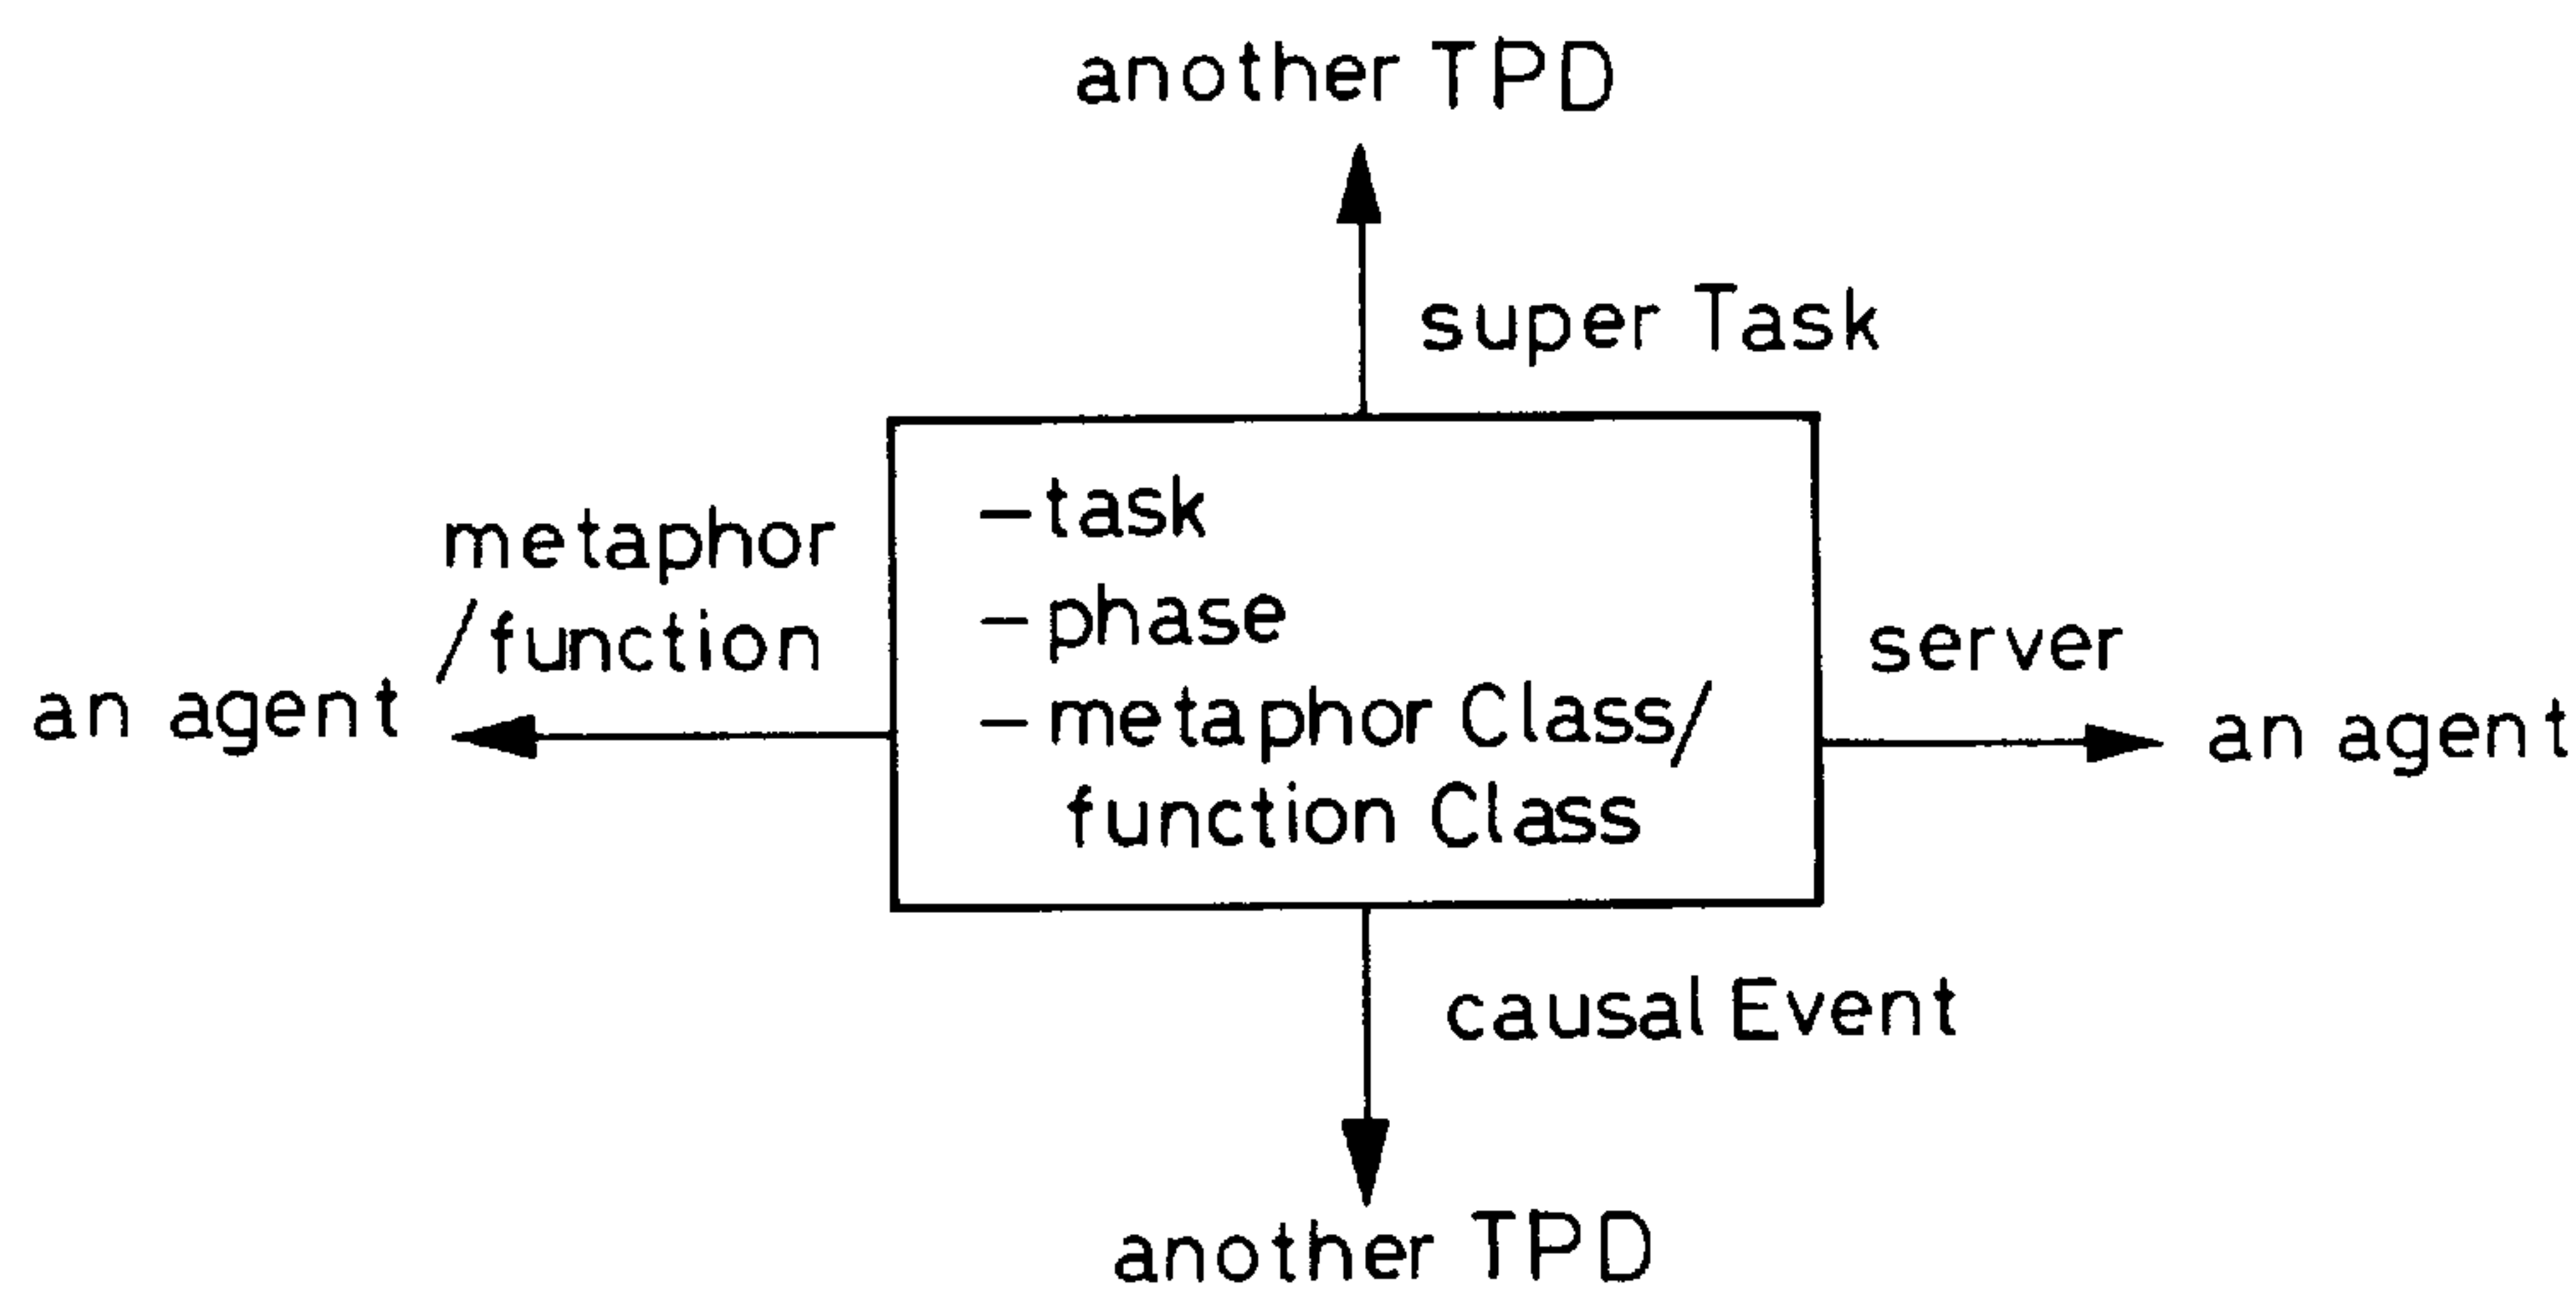 another TPD
super Task
metaphor
/function
an agent
– task
– phase
– metaphor Class/
function Class
server
an agent
causal Event
another TPD